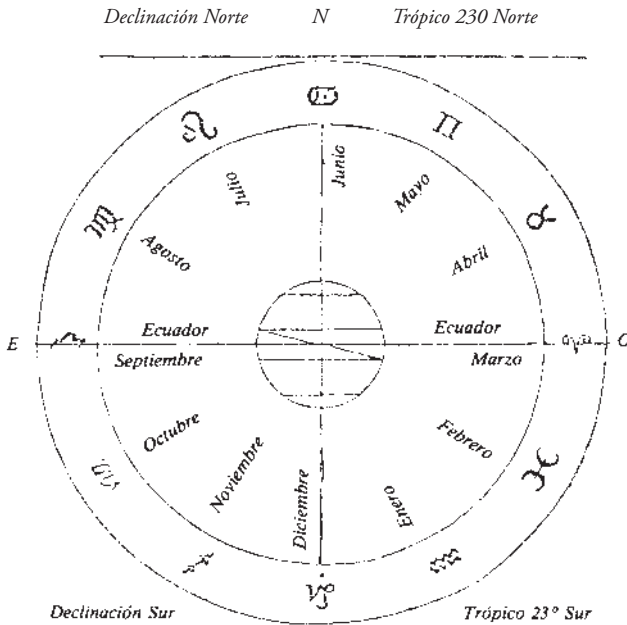 Declinación Norte N Trópico 230 Norte
♋
♌ ♊
Junio
Julio Mayo
♍ ♉
Agosto Abril
Ecuador Ecuador
E ♎ ♈ O
Septiembre Marzo
Octubre Febrero
♏ ♓
Noviembre Enero
Diciembre
♐ ♒
♑
Declinación Sur Trópico 23° Sur